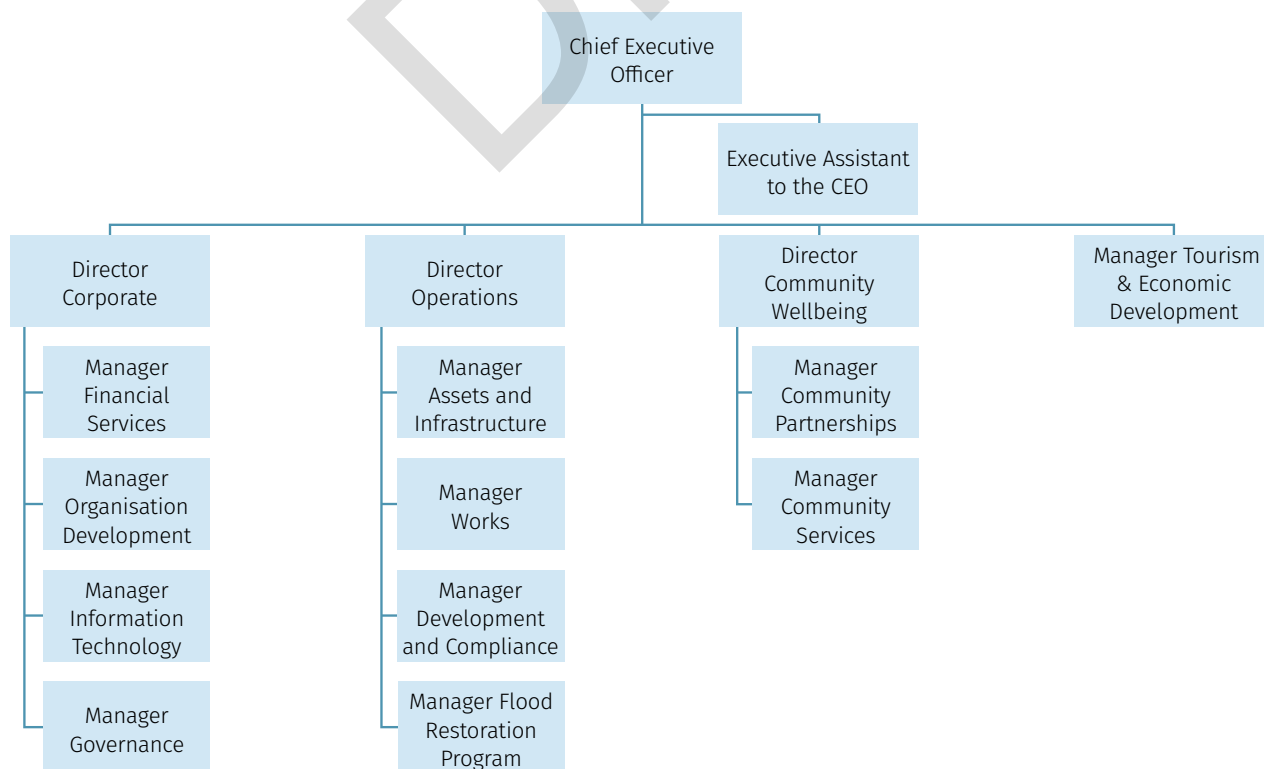 Chief Executive
Officer
Executive Assistant
to the CEO
Director
Corporate
Director
Operations
Director
Community
Wellbeing
Manager Tourism
& Economic
Development
Manager
Financial
Services
Manager
Organisation
Development
Manager
Information
Technology
Manager
Governance
Manager
Assets and
Infrastructure
Manager
Works
Manager
Development
and Compliance
Manager Flood
Restoration
Program
Manager
Community
Partnerships
Manager
Community
Services